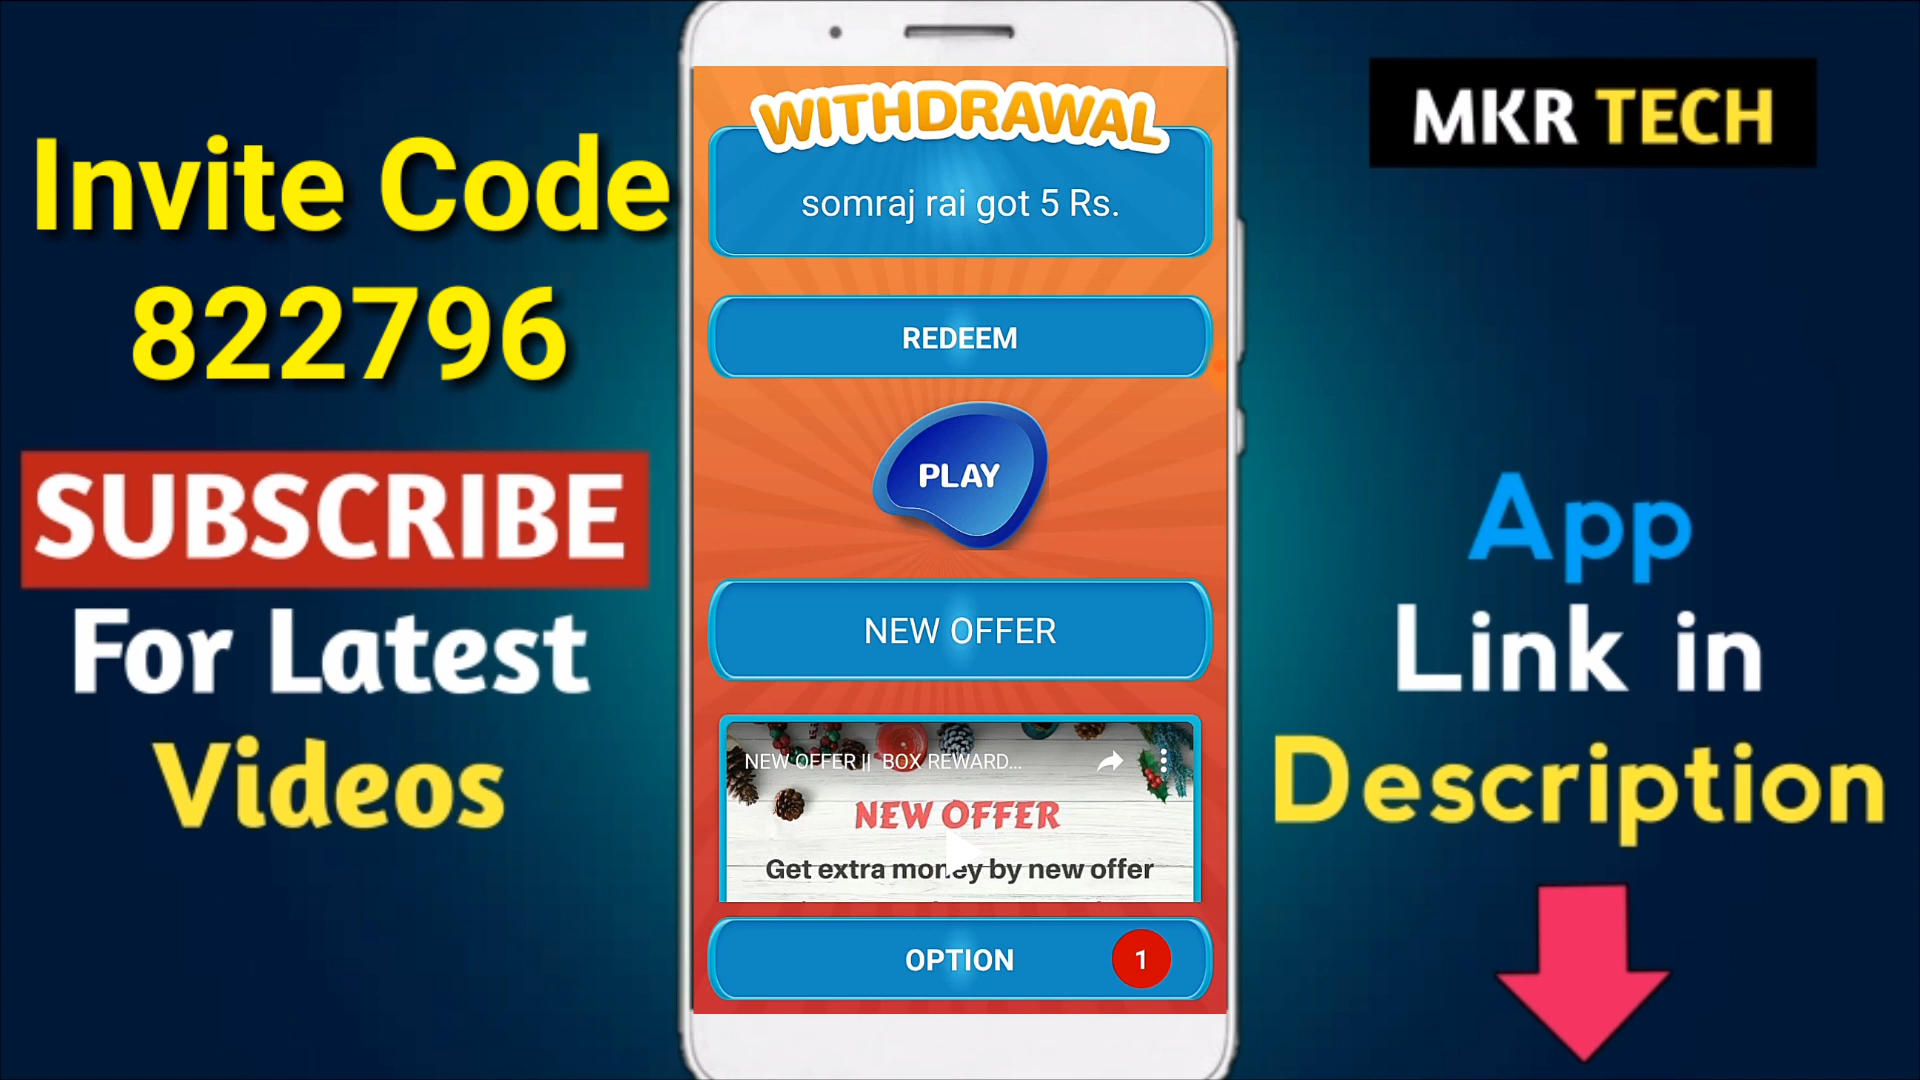 Invite Code
822796
SUBSCRIBE
For Latest
Videos
WITHDRAWAL
somraj rai got 5 Rs.
REDEEM
PLAY
NEW OFFER
NEW OFFER || BOX REWARD...
NEW OFFER
Get extra money by new offer
OPTION
1
MKR TECH
App
Link in
Description